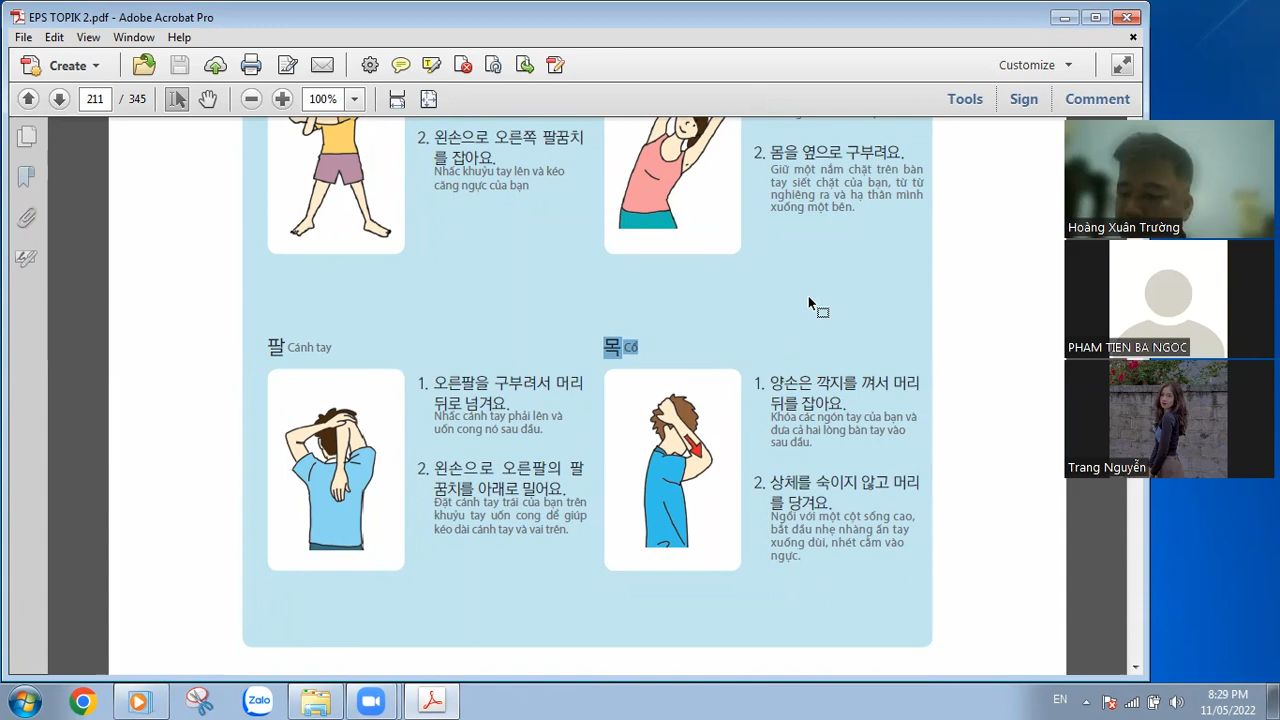 EPS TOPIK 2.pdf - Adobe Acrobat Pro
File Edit View Window Help
Create
Customize
211 / 345
100%
Tools Sign Comment
2. 왼손으로 오른쪽 팔꿈치
를 잡아요.
Nhấc khuỷu tay lên và kéo
căng ngực của bạn
2. 몸을 옆으로 구부려요.
Giữ một nắm chặt trên bàn
tay siết chặt của bạn, từ từ
nghiêng ra và hạ thân mình
xuống một bên.
팔 Cánh tay
1. 오른팔을 구부려서 머리
뒤로 넘겨요.
Nhấc cánh tay phải lên và
uốn cong nó sau đầu.
2. 왼손으로 오른팔의 팔
꿈치를 아래로 밀어요.
Đặt cánh tay trái của bạn trên
khuỷu tay uốn cong để giúp
kéo dài cánh tay và vai trên.
목 Cổ
1. 양손은 깍지를 껴서 머리
뒤를 잡아요.
Khóa các ngón tay của bạn và
đưa cả hai lòng bàn tay vào
sau đầu.
2. 상체를 숙이지 않고 머리
를 당겨요.
Ngồi với một cột sống cao,
bắt đầu nhẹ nhàng ấn tay
xuống đùi, nhét cằm vào
ngực.
Hoàng Xuân Trường
PHAM TIEN BA NGOC
Trang Nguyễn
Zalo
EN
8:29 PM
11/05/2022